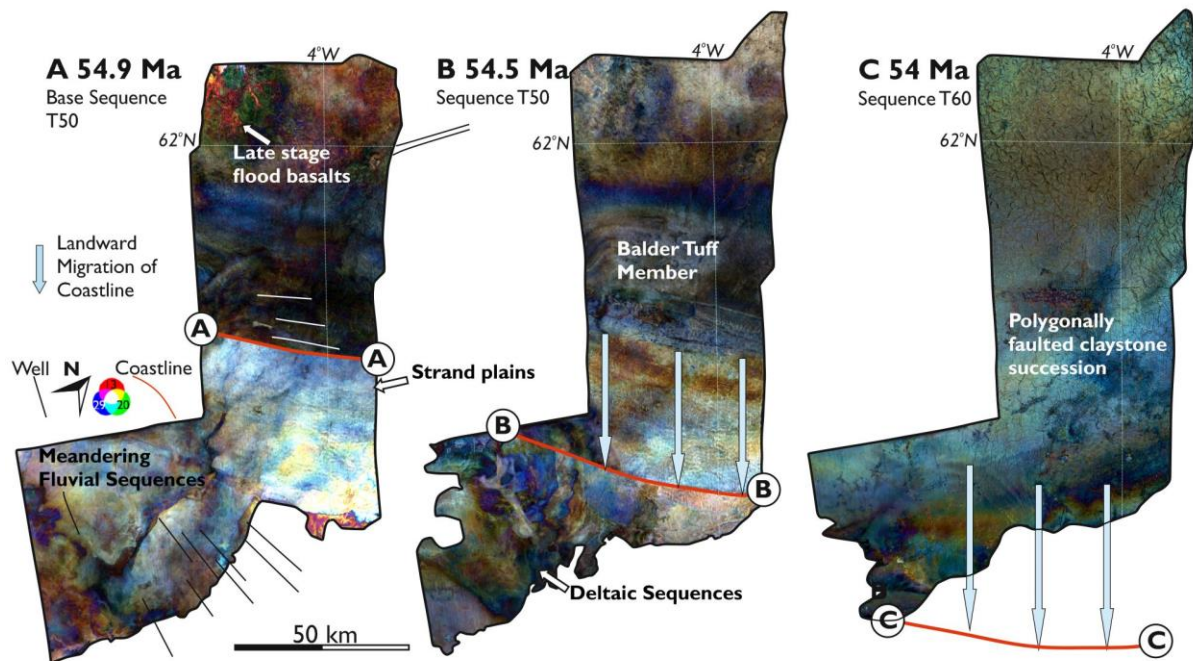 A 54.9 Ma
Base Sequence
T50
4°W
62°N
Late stage
flood basalts
Landward
Migration of
Coastline
A
A
Well
N
Coastline
13
29
20
Strand plains
Meandering
Fluvial Sequences
50 km
B 54.5 Ma
Sequence T50
4°W
62°N
Balder Tuff
Member
B
B
Deltaic Sequences
C 54 Ma
Sequence T60
4°W
62°N
Polygonally
faulted claystone
succession
C
C